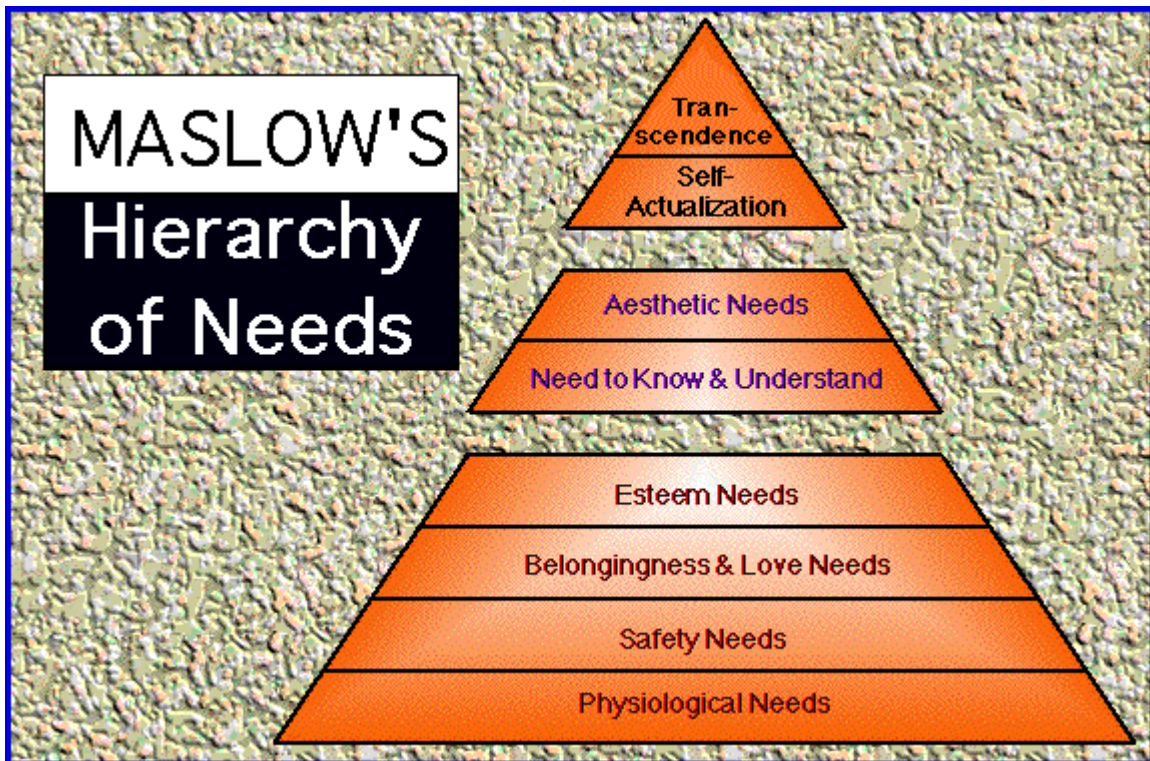 MASLOW'S
Hierarchy
of Needs
Tran-
scendence
Self-
Actualization
Aesthetic Needs
Need to Know & Understand
Esteem Needs
Belongingness & Love Needs
Safety Needs
Physiological Needs